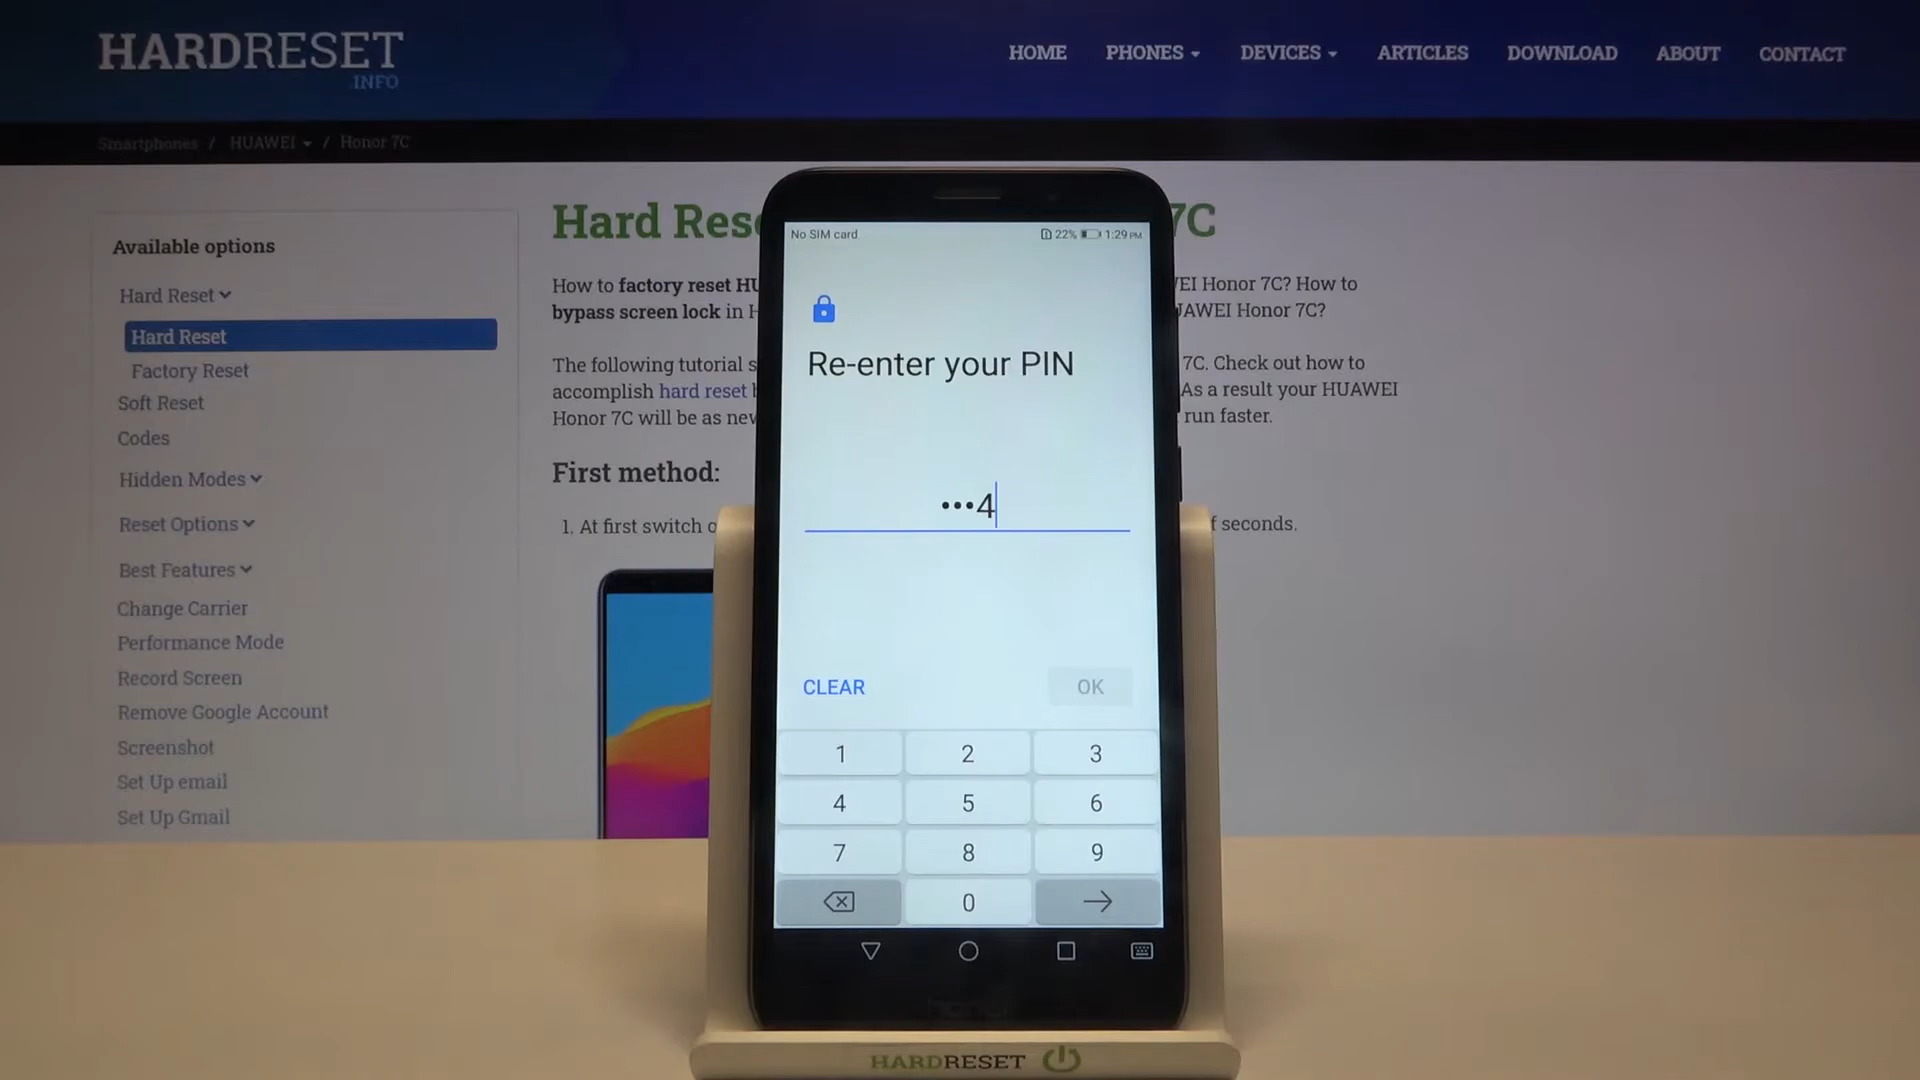 HARDRESET
.INFO
HOME PHONES DEVICES ARTICLES DOWNLOAD ABOUT CONTACT
Smartphones / HUAWEI / Honor 7C
Available options
Hard Reset
Hard Reset
Factory Reset
Soft Reset
Codes
Hidden Modes
Reset Options
Best Features
Change Carrier
Performance Mode
Record Screen
Remove Google Account
Screenshot
Set Up email
Set Up Gmail
Hard Res 7C
How to factory reset HU EI Honor 7C? How to
bypass screen lock in H AWEI Honor 7C?
The following tutorial s 7C. Check out how to
accomplish hard reset As a result your HUAWEI
Honor 7C will be as new run faster.
First method:
1. At first switch o f seconds.
No SIM card 22% 1:29 PM
Re-enter your PIN
•••4
CLEAR OK
1 2 3
4 5 6
7 8 9
0
HARDRESET